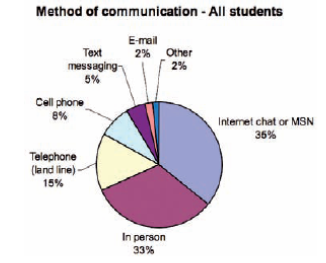 Method of communication - All students
E-mail
2%
Other
2%
Text
messaging
5%
Cell phone
8%
Internet chat or MSN
35%
Telephone
(land line)
15%
In person
33%